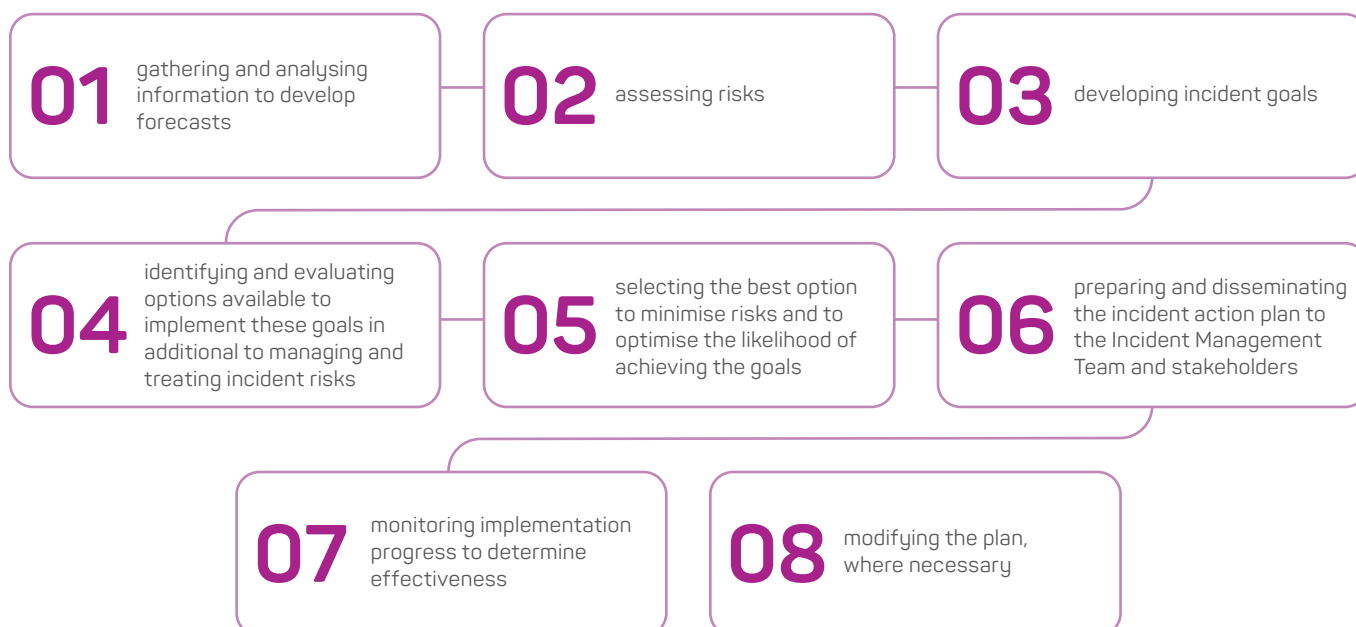 01
gathering and analysing
information to develop
forecasts
02
assessing risks
03
developing incident goals
04
identifying and evaluating
options available to
implement these goals in
additional to managing and
treating incident risks
05
selecting the best option
to minimise risks and to
optimise the likelihood of
achieving the goals
06
preparing and disseminating
the incident action plan to
the Incident Management
Team and stakeholders
07
monitoring implementation
progress to determine
effectiveness
08
modifying the plan,
where necessary